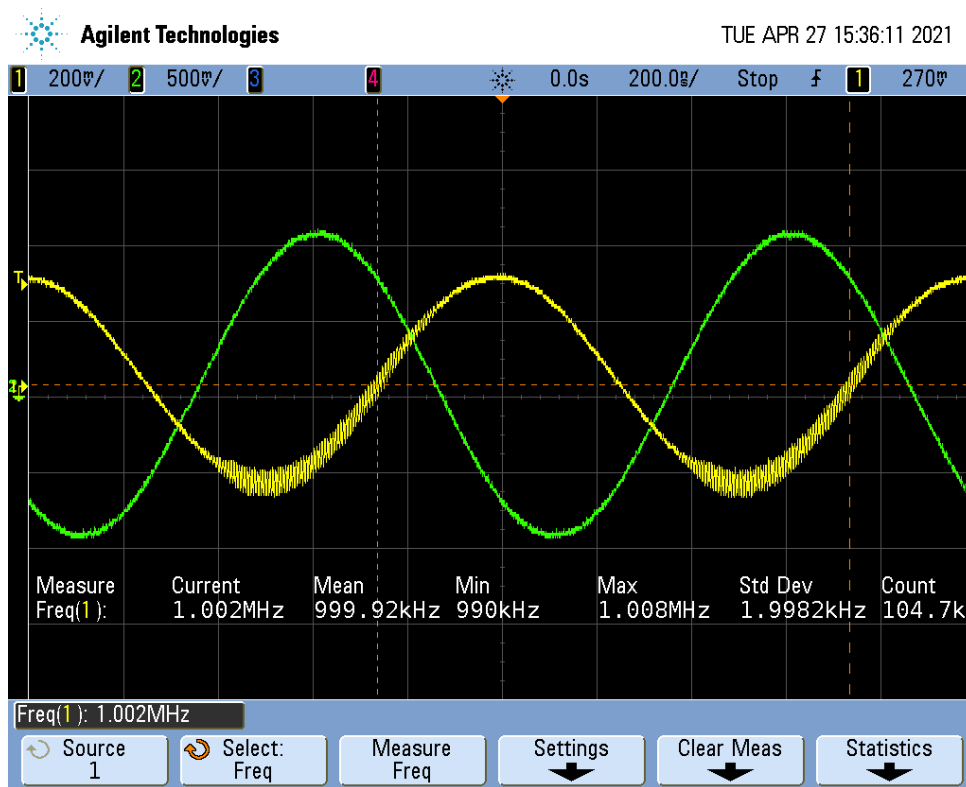 Agilent Technologies TUE APR 27 15:36:11 2021
1 200mV/ 2 500mV/ 3 4 0.0s 200.0ns/ Stop 1 270mV
T
Measure Current Mean Min Max Std Dev Count
Freq(1): 1.002MHz 999.92kHz 990kHz 1.008MHz 1.9982kHz 104.7k
Freq(1): 1.002MHz
Source Select: Measure Settings Clear Meas Statistics
1 Freq Freq